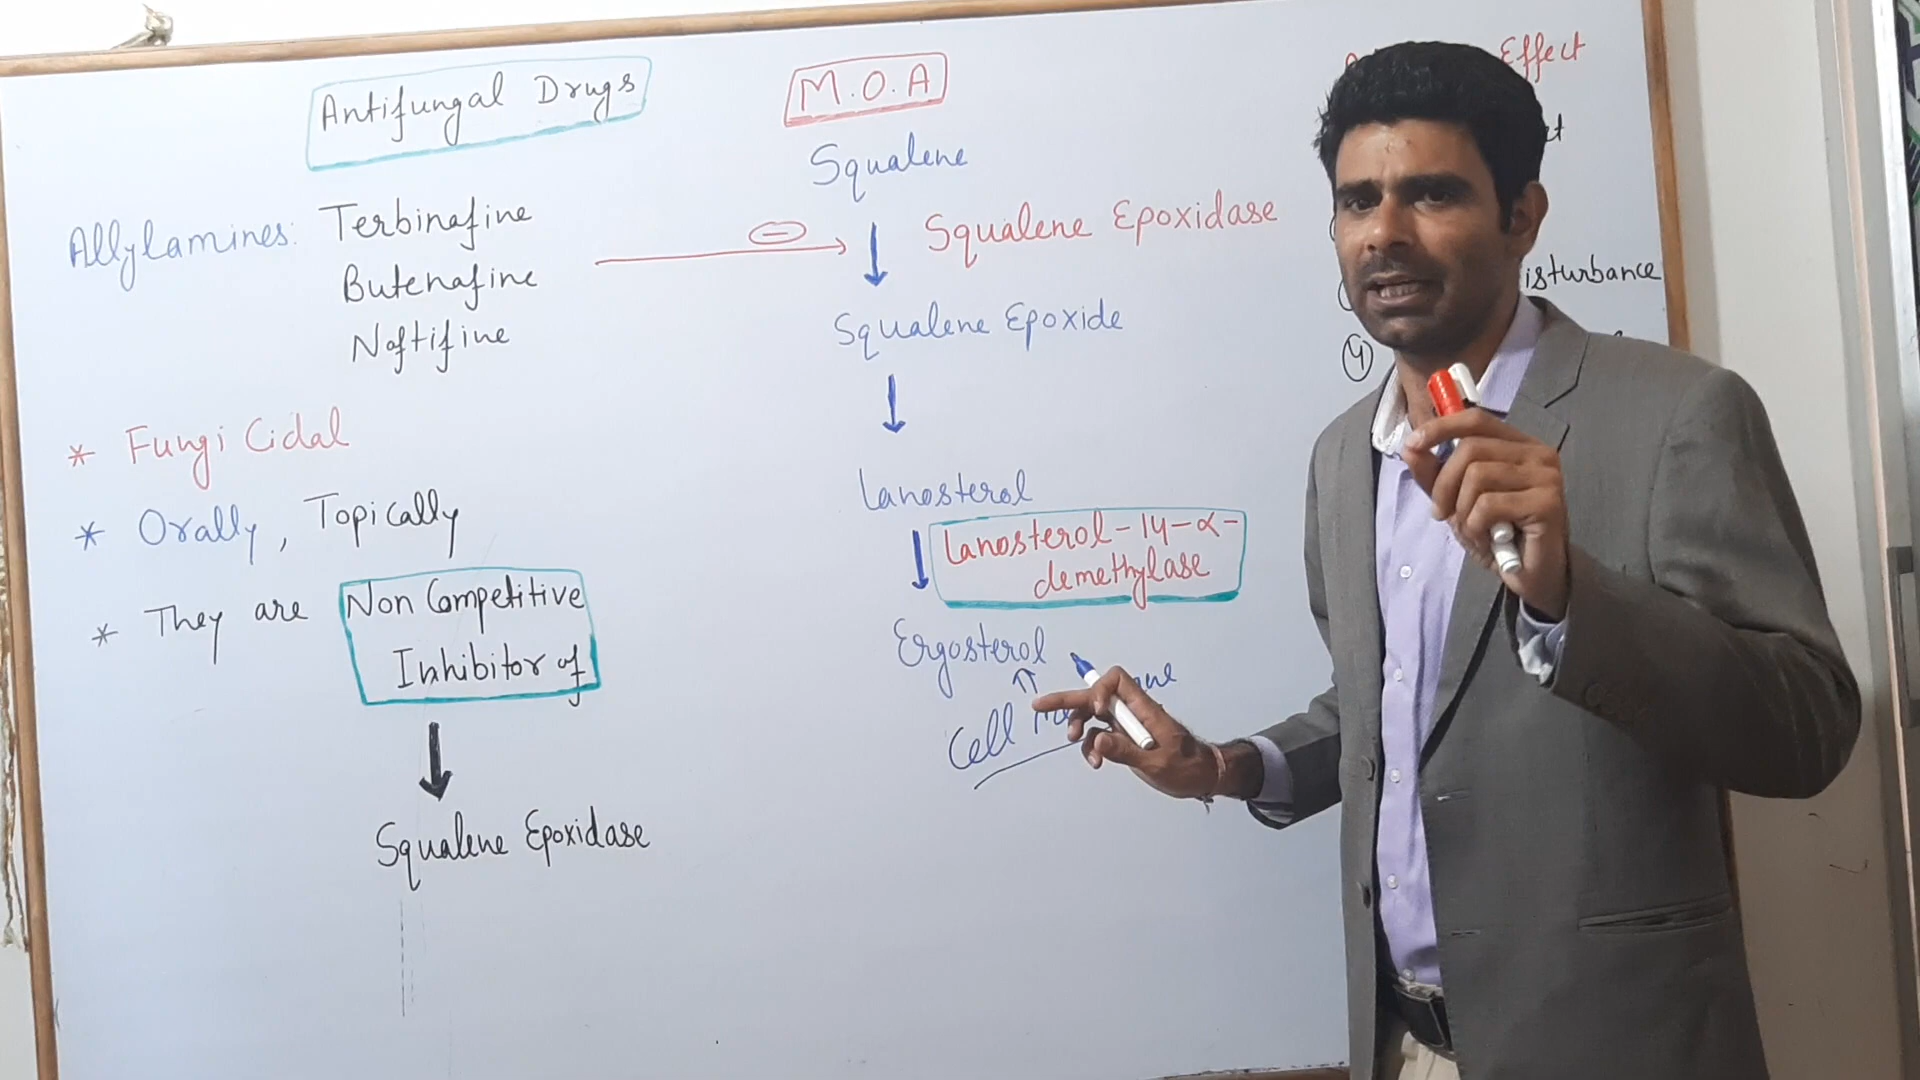 Antifungal Drugs
Allylamines: Terbinafine
Butenafine
Naftifine
* Fungi Cidal
* Orally, Topically
* They are Non Competitive
Inhibitor of
Squalene Epoxidase
M.O.A
Squalene
Squalene Epoxidase
Squalene Epoxide
Lanosterol
Lanosterol-14-α-
demethylase
Ergosterol
Cell
Effect
4